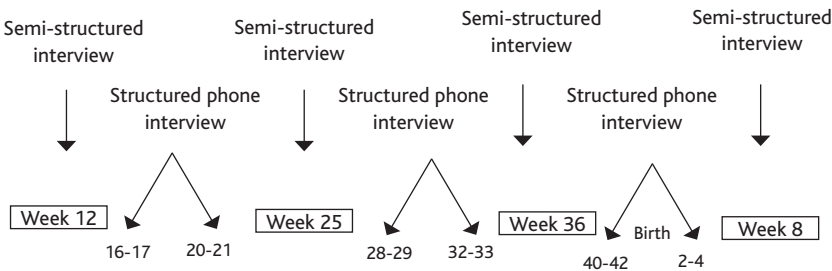 Semi-structured
interview
Semi-structured
interview
Semi-structured
interview
Semi-structured
interview
Structured phone
interview
Structured phone
interview
Structured phone
interview
Week 12
16-17
20-21
Week 25
28-29
32-33
Week 36
40-42
Birth
2-4
Week 8